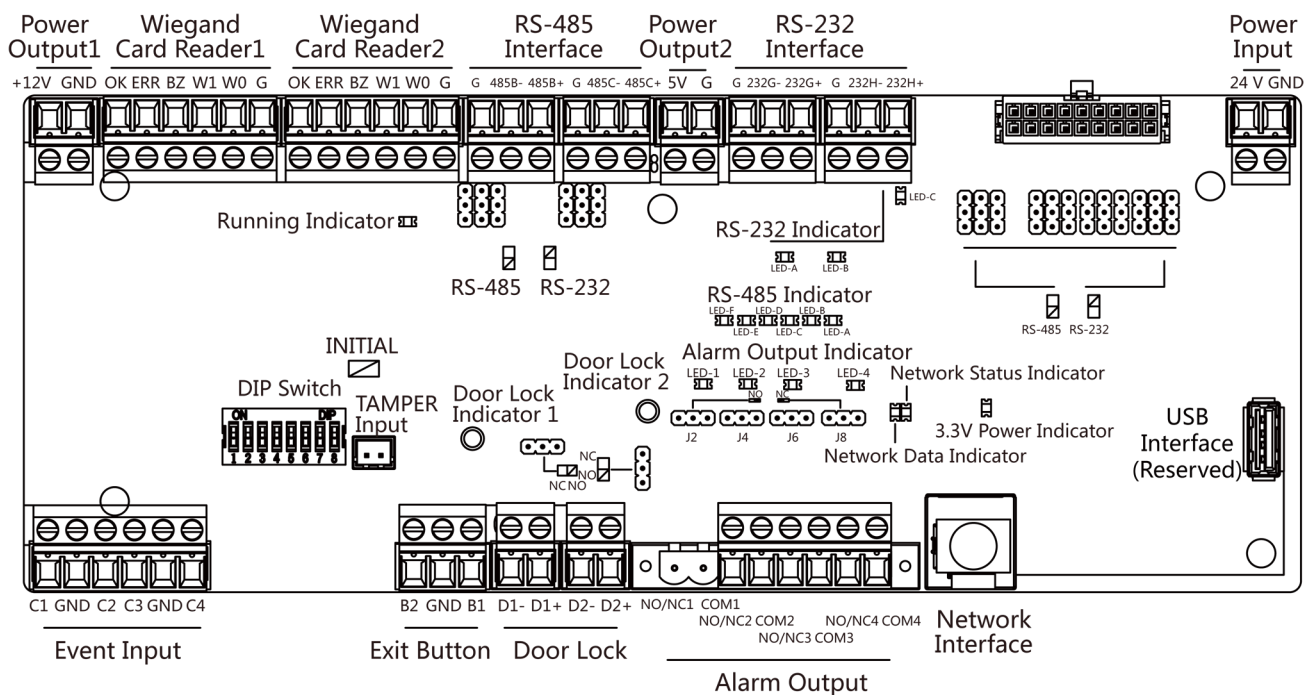 Power Output1
Wiegand Card Reader1
Wiegand Card Reader2
RS-485 Interface
Power Output2
RS-232 Interface
Power Input
+12V GND
OK ERR BZ W1 W0 G
OK ERR BZ W1 W0 G
G 485B- 485B+ G 485C- 485C+
5V G
G 232G- 232G+ G 232H- 232H+
24 V GND
Running Indicator
LED-C
RS-232 Indicator
LED-A LED-B
RS-485 RS-232
RS-485 Indicator
LED-F LED-D LED-B
LED-E LED-C LED-A
RS-485 RS-232
INITIAL
DIP Switch
ON DIP
1 2 3 4 5 6 7 8
TAMPER Input
Door Lock Indicator 1
Door Lock Indicator 2
Alarm Output Indicator
LED-1 LED-2 LED-3 LED-4
NO NC
J2 J4 J6 J8
Network Status Indicator
3.3V Power Indicator
Network Data Indicator
USB Interface (Reserved)
NC
NO
NC NO
C1 GND C2 C3 GND C4
Event Input
B2 GND B1
Exit Button
D1- D1+ D2- D2+
Door Lock
NO/NC1 COM1
NO/NC2 COM2
NO/NC3 COM3
NO/NC4 COM4
Alarm Output
Network Interface